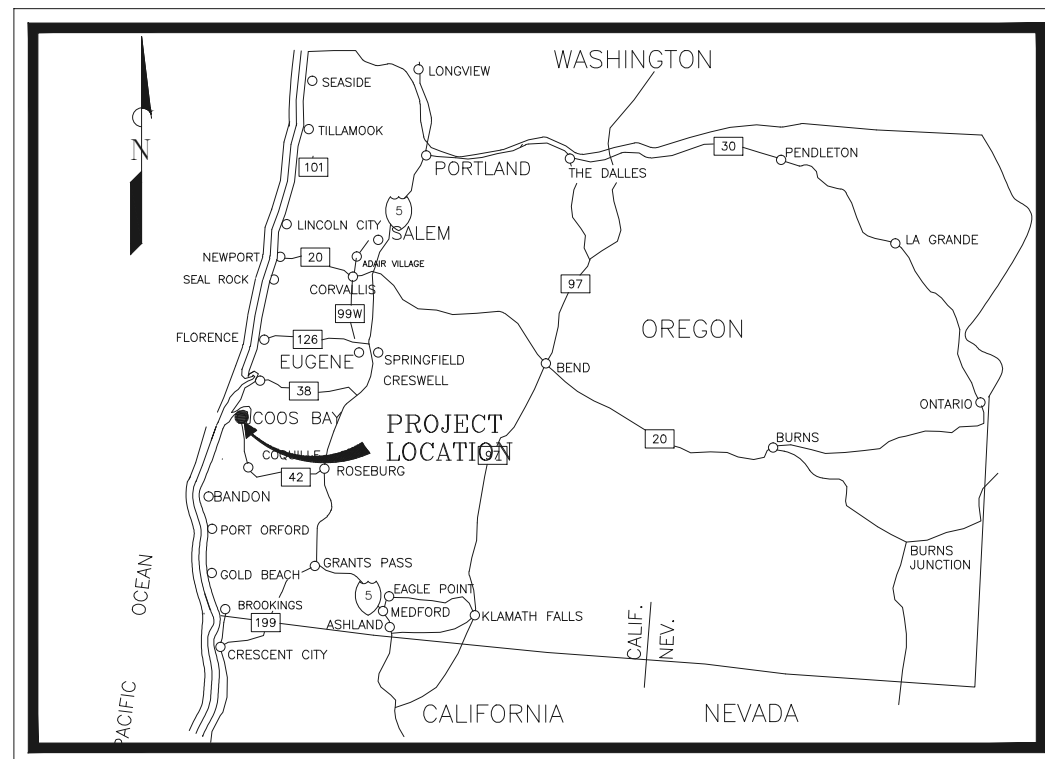 WASHINGTON
LONGVIEW
SEASIDE
TILLAMOOK
N
101
PORTLAND
THE DALLES
30
PENDLETON
5
LINCOLN CITY
SALEM
LA GRANDE
NEWPORT
20
ADAIR VILLAGE
SEAL ROCK
CORVALLIS
97
99W
FLORENCE
126
OREGON
EUGENE
SPRINGFIELD
CRESWELL
BEND
38
ONTARIO
COOS BAY
PROJECT
LOCATION
20
BURNS
COQUILLE
97
42
ROSEBURG
BANDON
PORT ORFORD
BURNS
JUNCTION
GRANTS PASS
GOLD BEACH
5
EAGLE POINT
BROOKINGS
MEDFORD
KLAMATH FALLS
199
ASHLAND
CRESCENT CITY
CALIF.
NEV.
PACIFIC OCEAN
CALIFORNIA
NEVADA